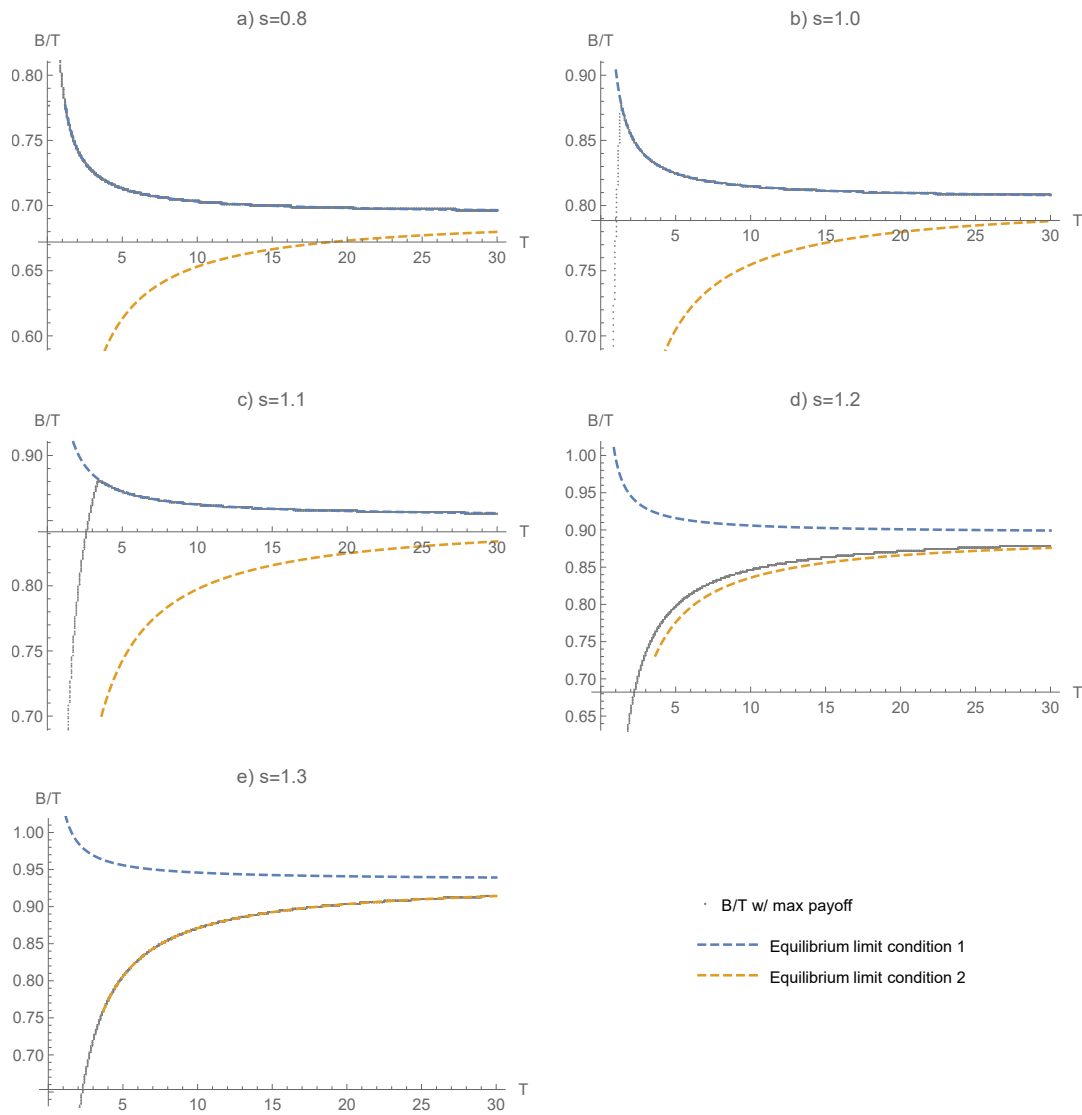 a) s=0.8
B/T
0.80
0.75
0.70
0.65
0.60
5 10 15 20 25 30 T
b) s=1.0
B/T
0.90
0.85
0.80
0.75
0.70
5 10 15 20 25 30 T
c) s=1.1
B/T
0.90
0.80
0.75
0.70
5 10 15 20 25 30 T
d) s=1.2
B/T
1.00
0.95
0.90
0.85
0.80
0.75
0.70
0.65
5 10 15 20 25 30 T
e) s=1.3
B/T
1.00
0.95
0.90
0.85
0.80
0.75
0.70
5 10 15 20 25 30 T
B/T w/ max payoff
Equilibrium limit condition 1
Equilibrium limit condition 2